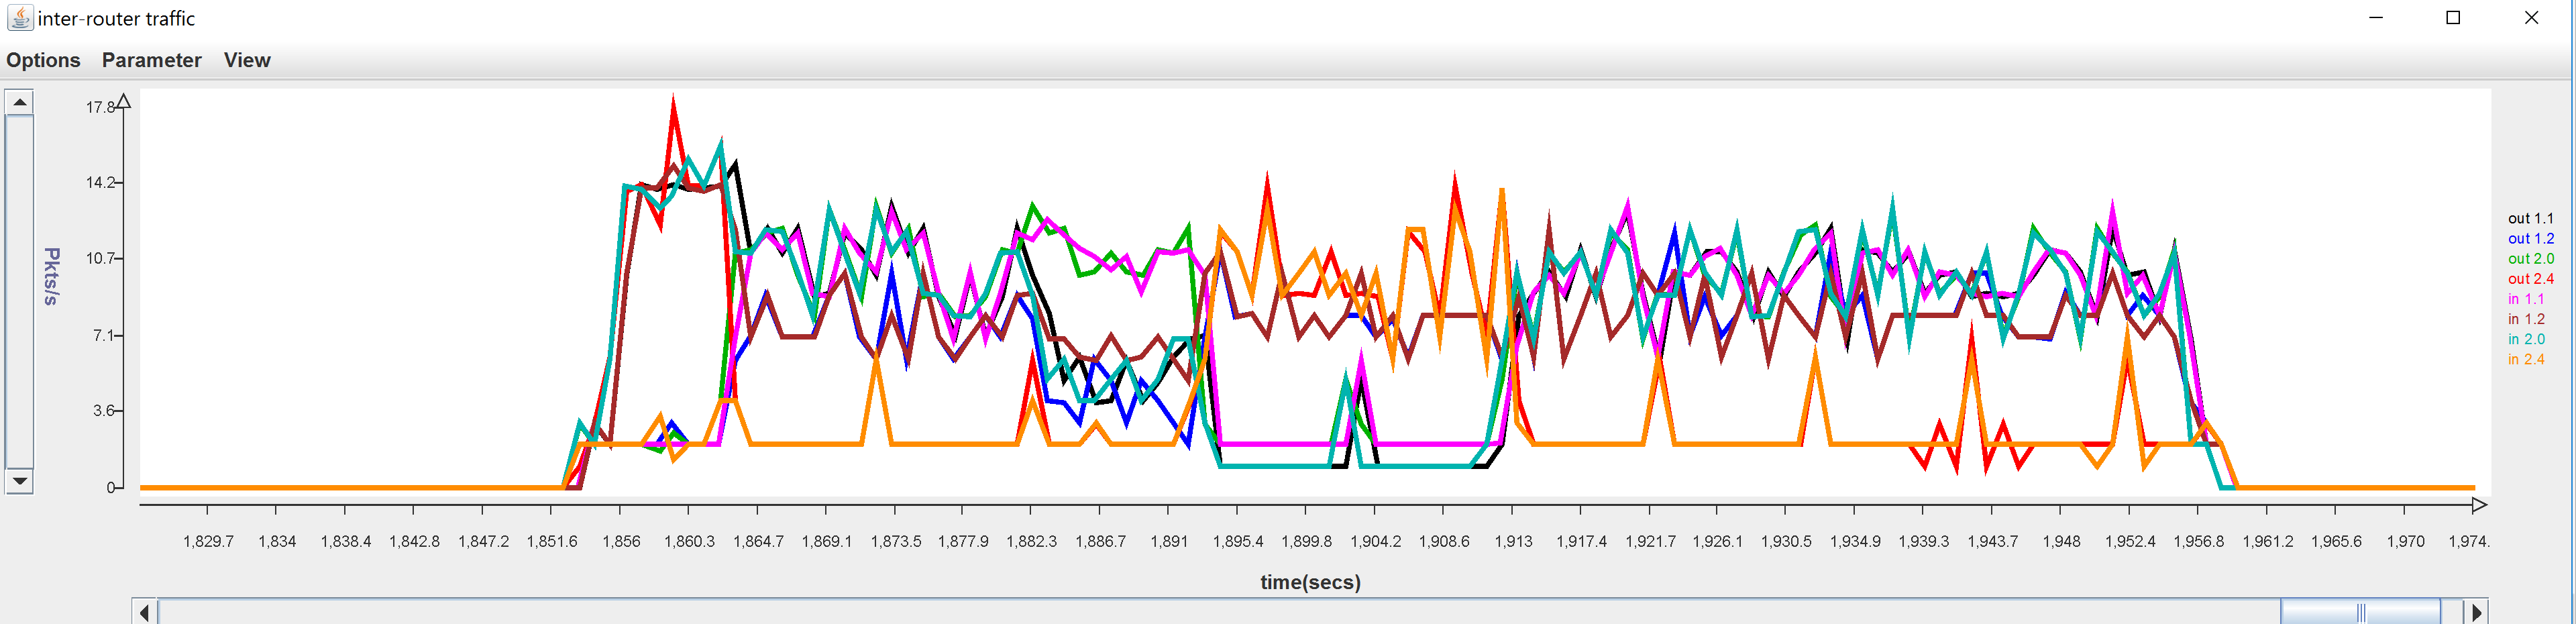 inter-router traffic
Options Parameter View
17.8
14.2
10.7
7.1
3.6
0
Pkts/s
out 1.1
out 1.2
out 2.0
out 2.4
in 1.1
in 1.2
in 2.0
in 2.4
1,829.7 1,834 1,838.4 1,842.8 1,847.2 1,851.6 1,856 1,860.3 1,864.7 1,869.1 1,873.5 1,877.9 1,882.3 1,886.7 1,891 1,895.4 1,899.8 1,904.2 1,908.6 1,913 1,917.4 1,921.7 1,926.1 1,930.5 1,934.9 1,939.3 1,943.7 1,948 1,952.4 1,956.8 1,961.2 1,965.6 1,970 1,974.
time(secs)